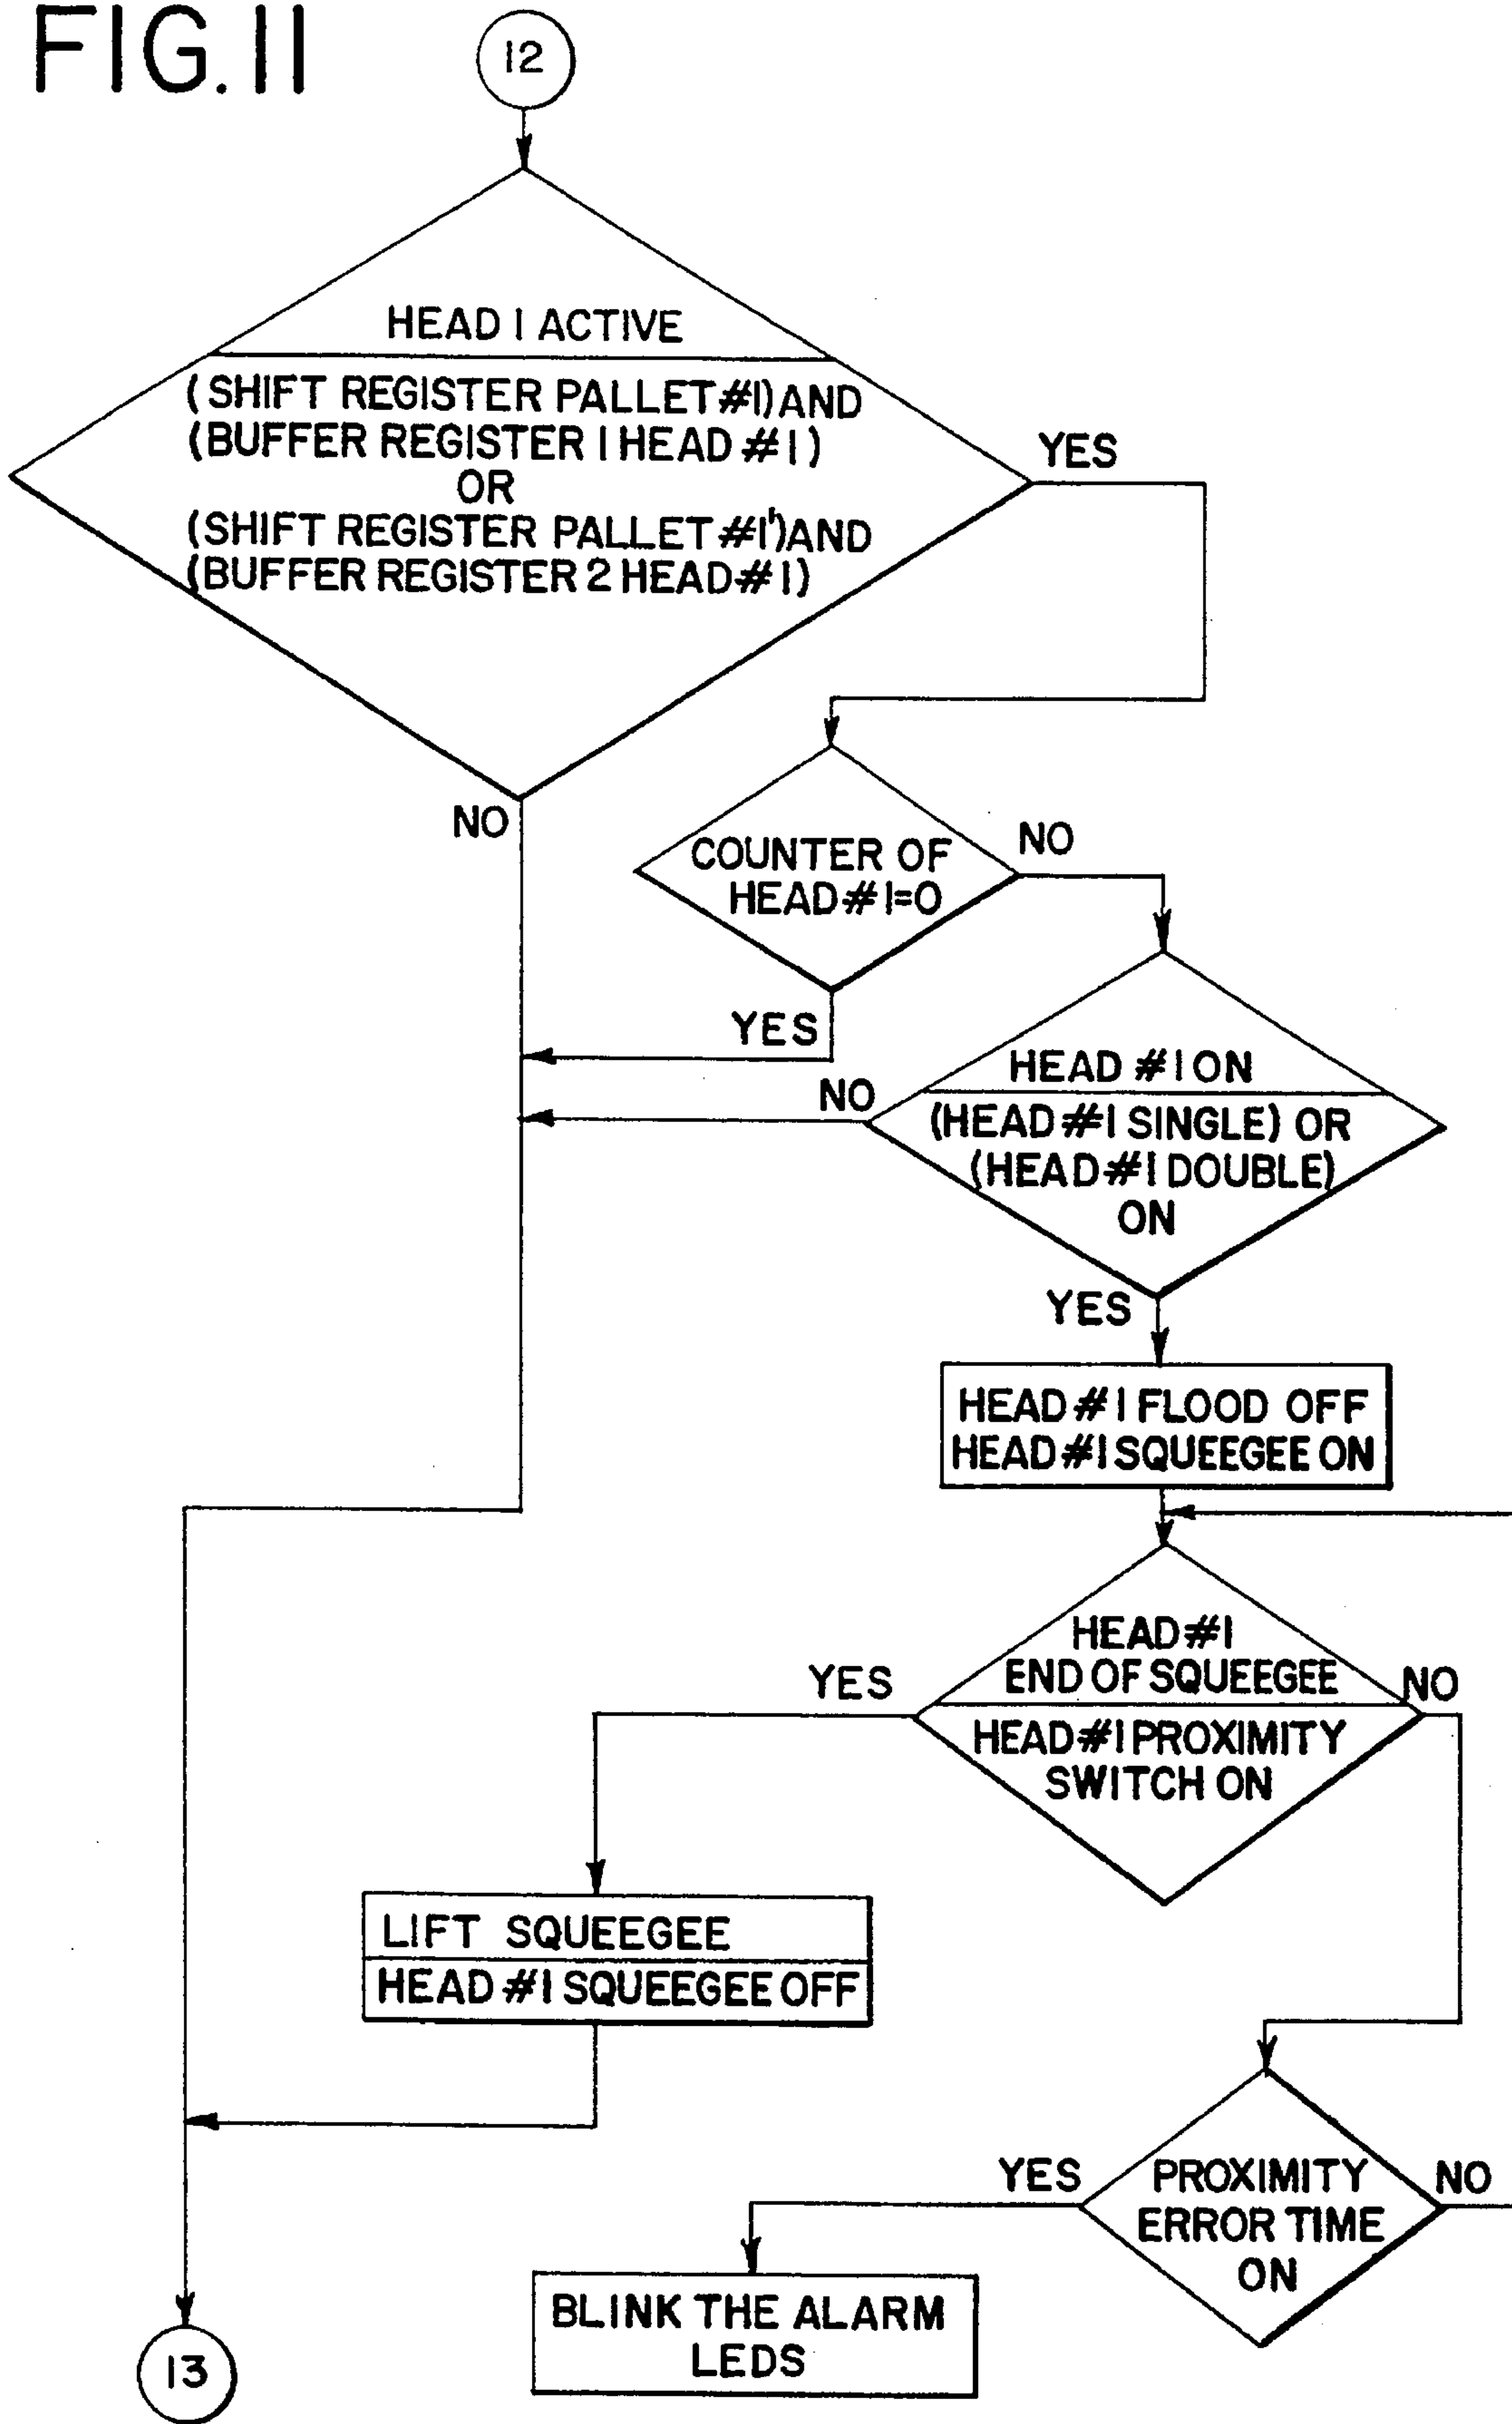 FIG. 11
12
HEAD 1 ACTIVE
(SHIFT REGISTER PALLET #1) AND
(BUFFER REGISTER 1 HEAD #1)
OR
(SHIFT REGISTER PALLET #1') AND
(BUFFER REGISTER 2 HEAD #1)
YES
NO
COUNTER OF
HEAD #1=0
NO
YES
HEAD #1 ON
(HEAD #1 SINGLE) OR
(HEAD #1 DOUBLE)
ON
NO
YES
HEAD #1 FLOOD OFF
HEAD #1 SQUEEGEE ON
HEAD #1
END OF SQUEEGEE
HEAD #1 PROXIMITY
SWITCH ON
YES
NO
LIFT SQUEEGEE
HEAD #1 SQUEEGEE OFF
PROXIMITY
ERROR TIME
ON
YES
NO
BLINK THE ALARM
LEDS
13